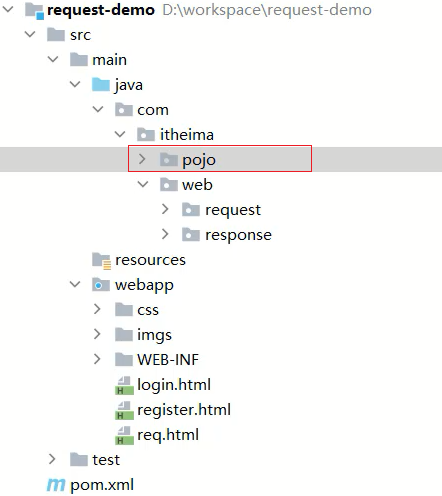 request-demo D:\workspace\request-demo
src
main
java
com
itheima
pojo
web
request
response
resources
webapp
css
imgs
WEB-INF
login.html
register.html
req.html
test
pom.xml